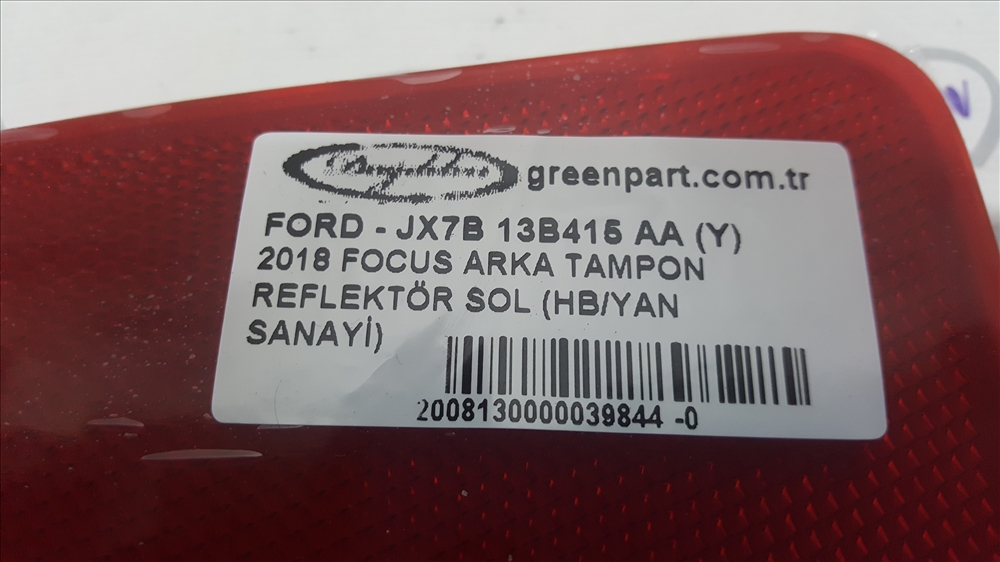 greenpart.com.tr
FORD - JX7B 13B415 AA (Y)
2018 FOCUS ARKA TAMPON
REFLEKTÖR SOL (HB/YAN
SANAYİ)
2008130000039844 -0